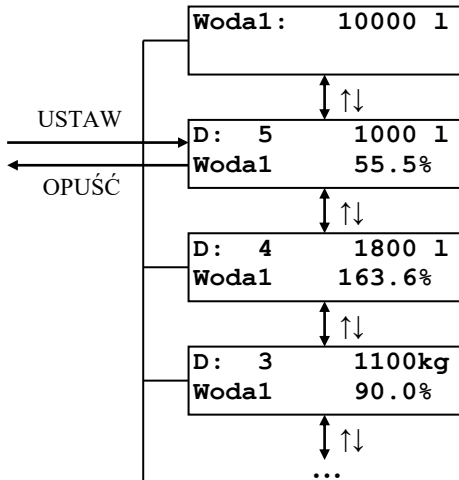 Woda1: 10000 l
↑↓
USTAW
D: 5 1000 l
Woda1 55.5%
OPUŚĆ
↑↓
D: 4 1800 l
Woda1 163.6%
↑↓
D: 3 1100kg
Woda1 90.0%
↑↓
...